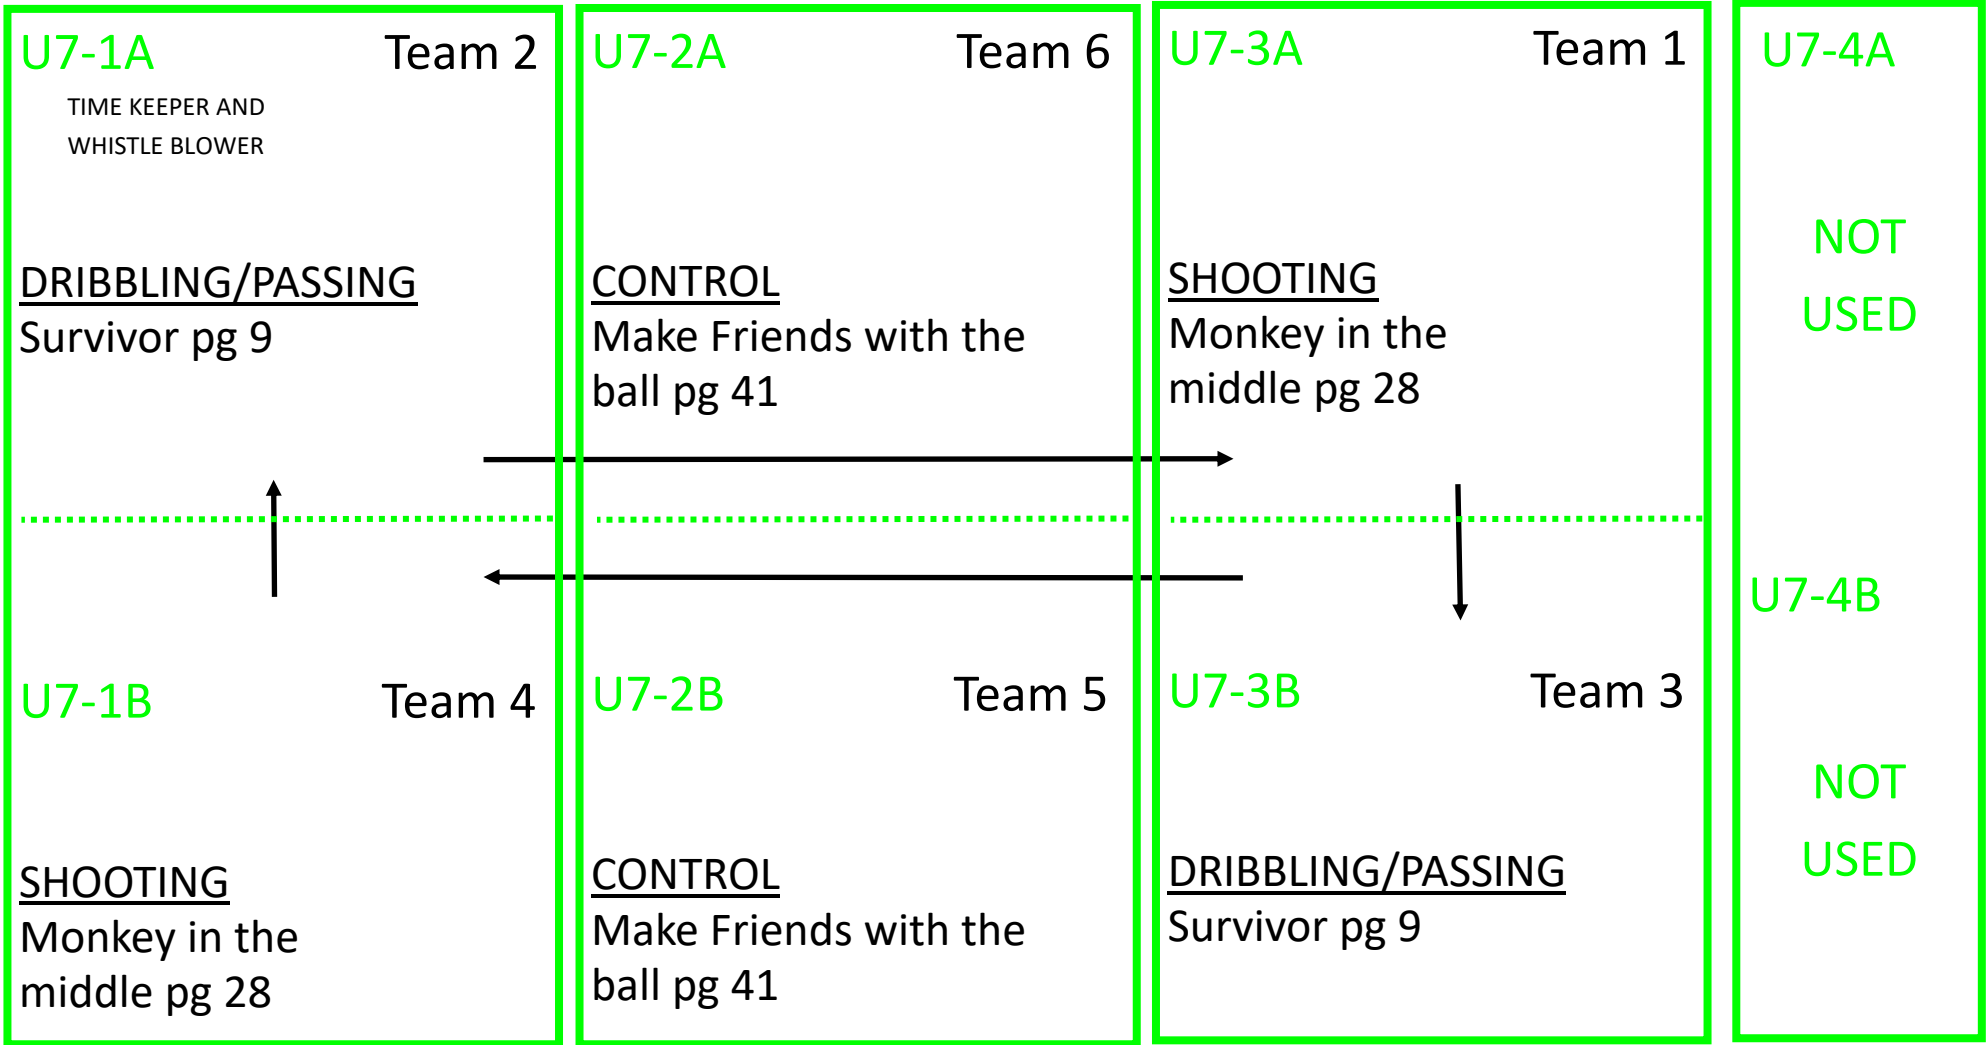 U7-1A Team 2
TIME KEEPER AND
WHISTLE BLOWER
DRIBBLING/PASSING
Survivor pg 9
U7-2A Team 6
CONTROL
Make Friends with the
ball pg 41
U7-3A Team 1
SHOOTING
Monkey in the
middle pg 28
U7-4A
NOT
USED
U7-1B Team 4
SHOOTING
Monkey in the
middle pg 28
U7-2B Team 5
CONTROL
Make Friends with the
ball pg 41
U7-3B Team 3
DRIBBLING/PASSING
Survivor pg 9
U7-4B
NOT
USED